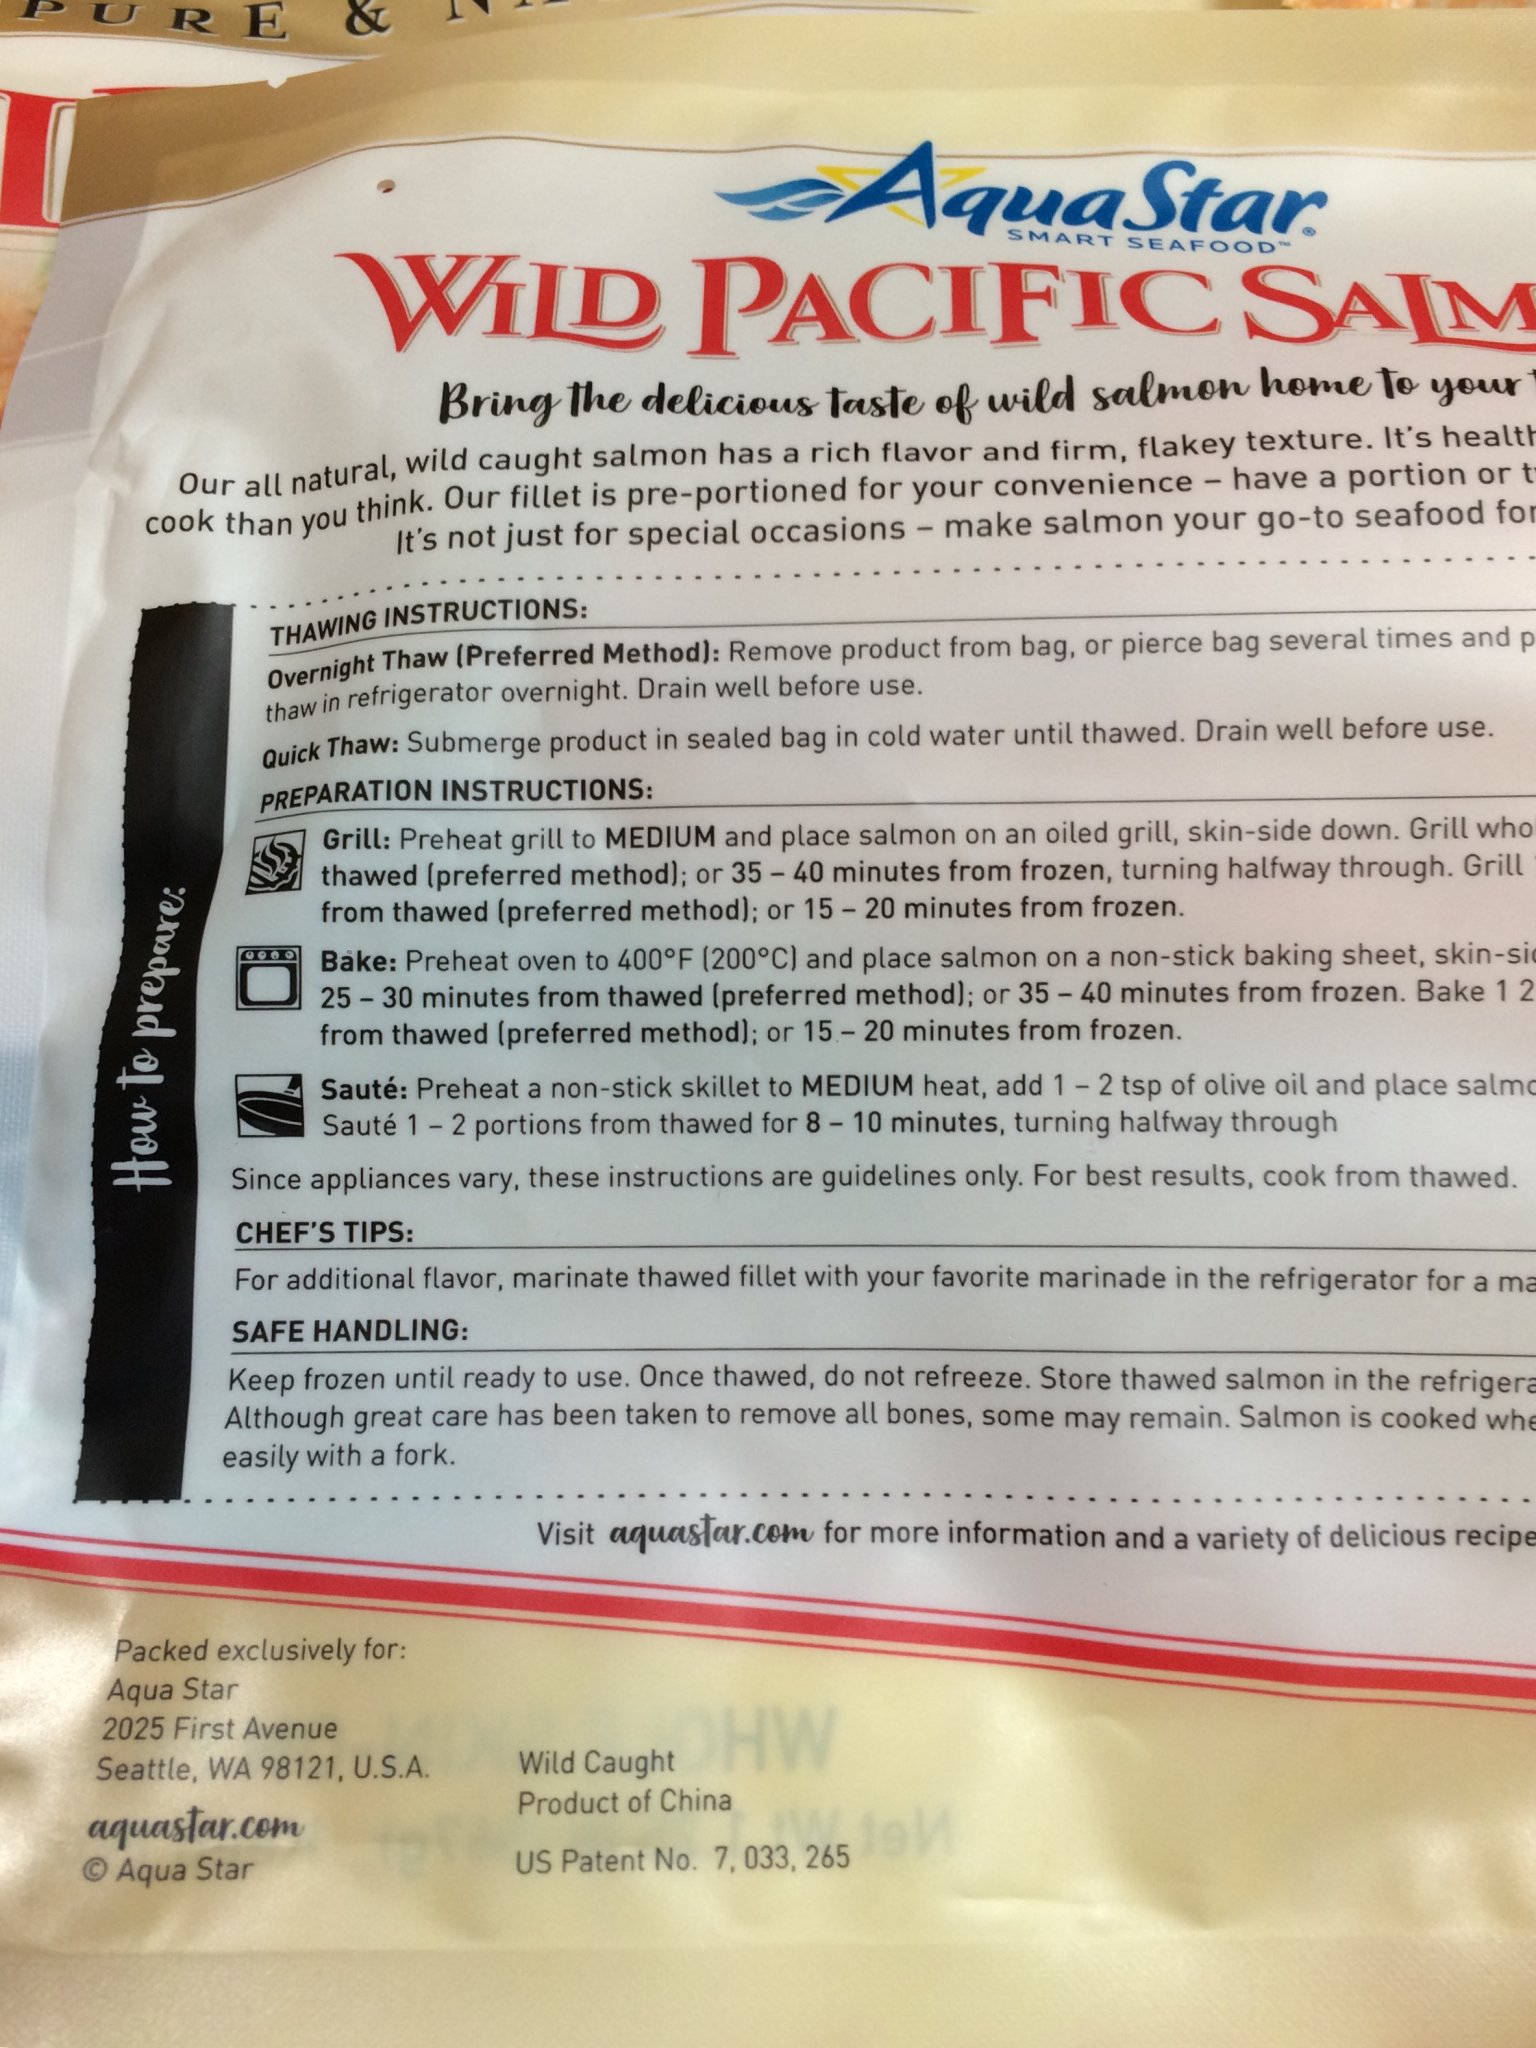 PURE &
AquaStar®
SMART SEAFOOD™
WILD PACIFIC SALM
Bring the delicious taste of wild salmon home to your
Our all natural, wild caught salmon has a rich flavor and firm, flakey texture. It's health
cook than you think. Our fillet is pre-portioned for your convenience – have a portion or t
It's not just for special occasions – make salmon your go-to seafood for
How to prepare:
THAWING INSTRUCTIONS:
Overnight Thaw (Preferred Method): Remove product from bag, or pierce bag several times and p
thaw in refrigerator overnight. Drain well before use.
Quick Thaw: Submerge product in sealed bag in cold water until thawed. Drain well before use.
PREPARATION INSTRUCTIONS:
Grill: Preheat grill to MEDIUM and place salmon on an oiled grill, skin-side down. Grill who
thawed (preferred method); or 35 – 40 minutes from frozen, turning halfway through. Grill
from thawed (preferred method); or 15 – 20 minutes from frozen.
Bake: Preheat oven to 400°F (200°C) and place salmon on a non-stick baking sheet, skin-si
25 – 30 minutes from thawed (preferred method); or 35 – 40 minutes from frozen. Bake 1 2
from thawed (preferred method); or 15 – 20 minutes from frozen.
Sauté: Preheat a non-stick skillet to MEDIUM heat, add 1 – 2 tsp of olive oil and place salmo
Sauté 1 – 2 portions from thawed for 8 – 10 minutes, turning halfway through
Since appliances vary, these instructions are guidelines only. For best results, cook from thawed.
CHEF'S TIPS:
For additional flavor, marinate thawed fillet with your favorite marinade in the refrigerator for a ma
SAFE HANDLING:
Keep frozen until ready to use. Once thawed, do not refreeze. Store thawed salmon in the refrigera
Although great care has been taken to remove all bones, some may remain. Salmon is cooked whe
easily with a fork.
Visit aquastar.com for more information and a variety of delicious recipe
Packed exclusively for:
Aqua Star
2025 First Avenue
Seattle, WA 98121, U.S.A.
aquastar.com
© Aqua Star
Wild Caught
Product of China
US Patent No. 7, 033, 265